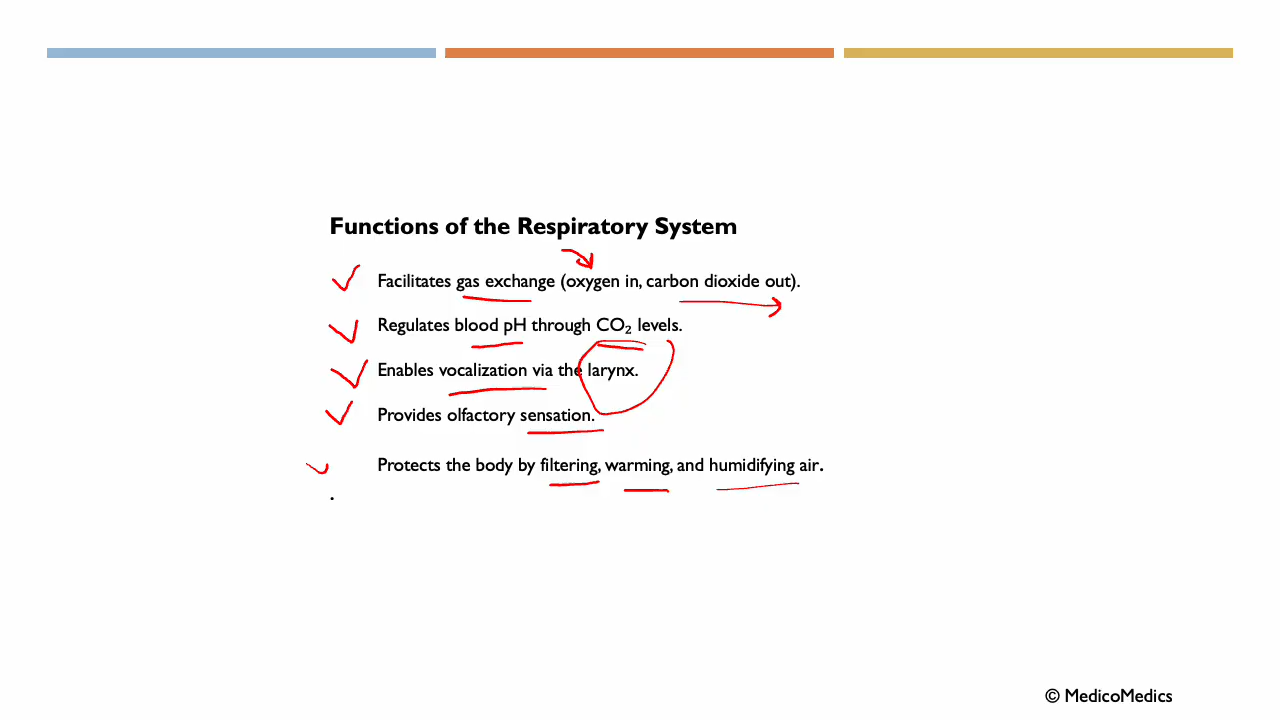 Functions of the Respiratory System
Facilitates gas exchange (oxygen in, carbon dioxide out).
Regulates blood pH through CO₂ levels.
Enables vocalization via the larynx.
Provides olfactory sensation.
Protects the body by filtering, warming, and humidifying air.
.
© MedicoMedics